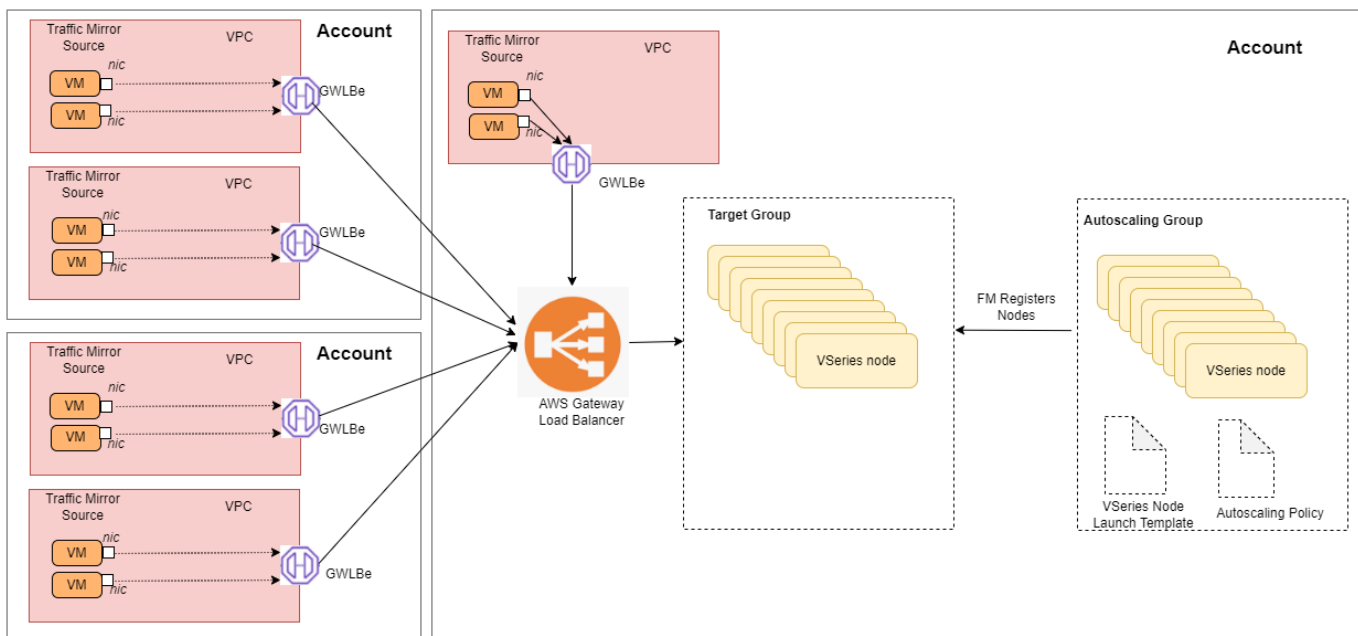 Account
Traffic Mirror
Source
VPC
nic
VM
VM
nic
GWLBe
Traffic Mirror
Source
VPC
nic
VM
VM
nic
GWLBe
Account
Traffic Mirror
Source
VPC
nic
VM
VM
nic
GWLBe
Traffic Mirror
Source
VPC
nic
VM
VM
nic
GWLBe
Account
Traffic Mirror
Source
VPC
nic
VM
VM
nic
GWLBe
AWS Gateway
Load Balancer
Target Group
VSeries node
FM Registers
Nodes
Autoscaling Group
VSeries node
VSeries Node
Launch Template
Autoscaling Policy